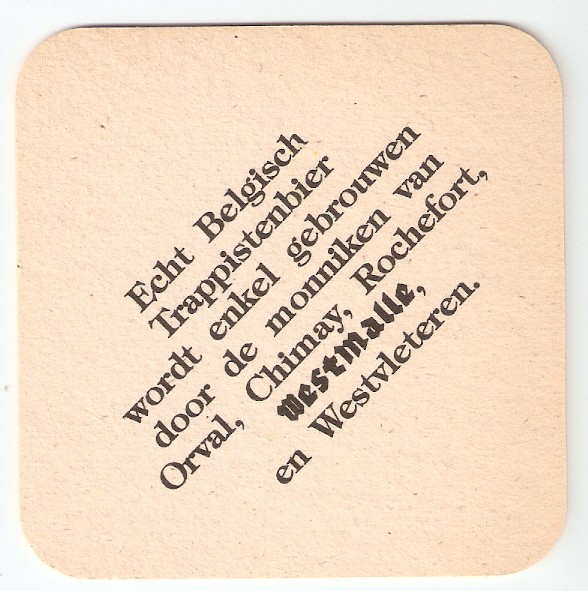 Echt Belgisch
Trappistenbier
wordt enkel gebrouwen
door de monniken van
Orval, Chimay, Rochefort,
Westmalle,
en Westvleteren.